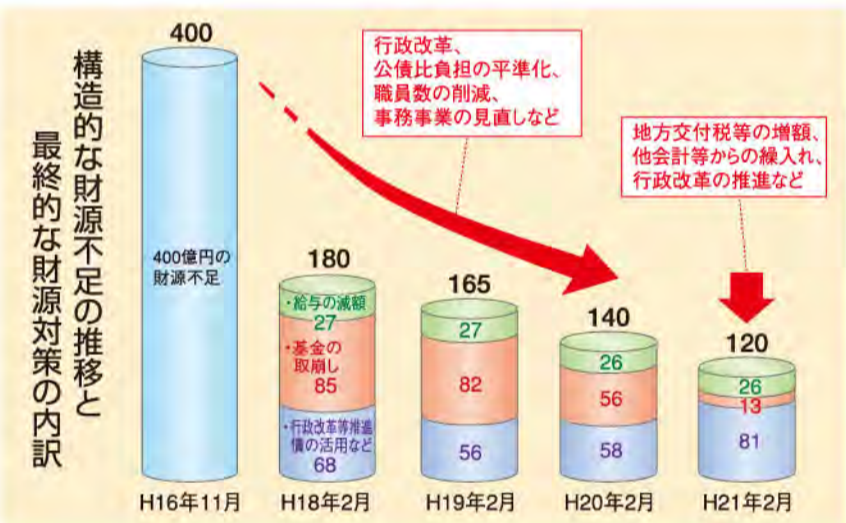 構造的な財源不足の推移と
最終的な財源対策の内訳
400
400億円の
財源不足
H16年11月
行政改革、
公債比負担の平準化、
職員数の削減、
事務事業の見直しなど
地方交付税等の増額、
他会計等からの繰入れ、
行政改革の推進など
180
・給与の減額
27
・基金の
取崩し
85
・行政改革等推進
債の活用など
68
H18年2月
165
27
82
56
H19年2月
140
26
56
58
H20年2月
120
26
13
81
H21年2月